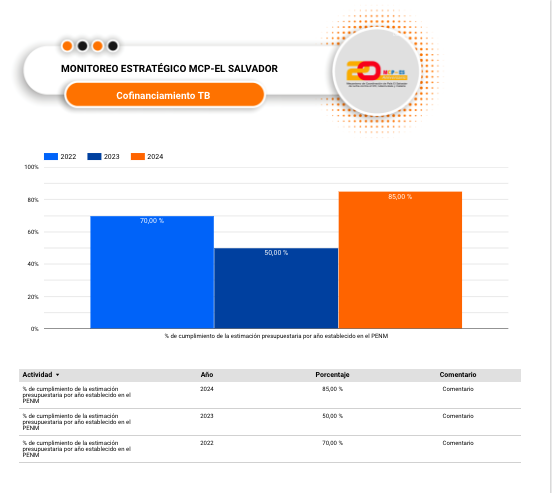 MONITOREO ESTRATÉGICO MCP-EL SALVADOR
Cofinanciamiento TB
MCP-ES
2022 2023 2024
100%
80%
60%
40%
20%
0%
70,00 %
50,00 %
85,00 %
% de cumplimiento de la estimación presupuestaria por año establecido en el PENM
Actividad Año Porcentaje Comentario
% de cumplimiento de la estimación 2024 85,00 % Comentario
presupuestaria por año establecido en el
PENM
% de cumplimiento de la estimación 2023 50,00 % Comentario
presupuestaria por año establecido en el
PENM
% de cumplimiento de la estimación 2022 70,00 % Comentario
presupuestaria por año establecido en el
PENM